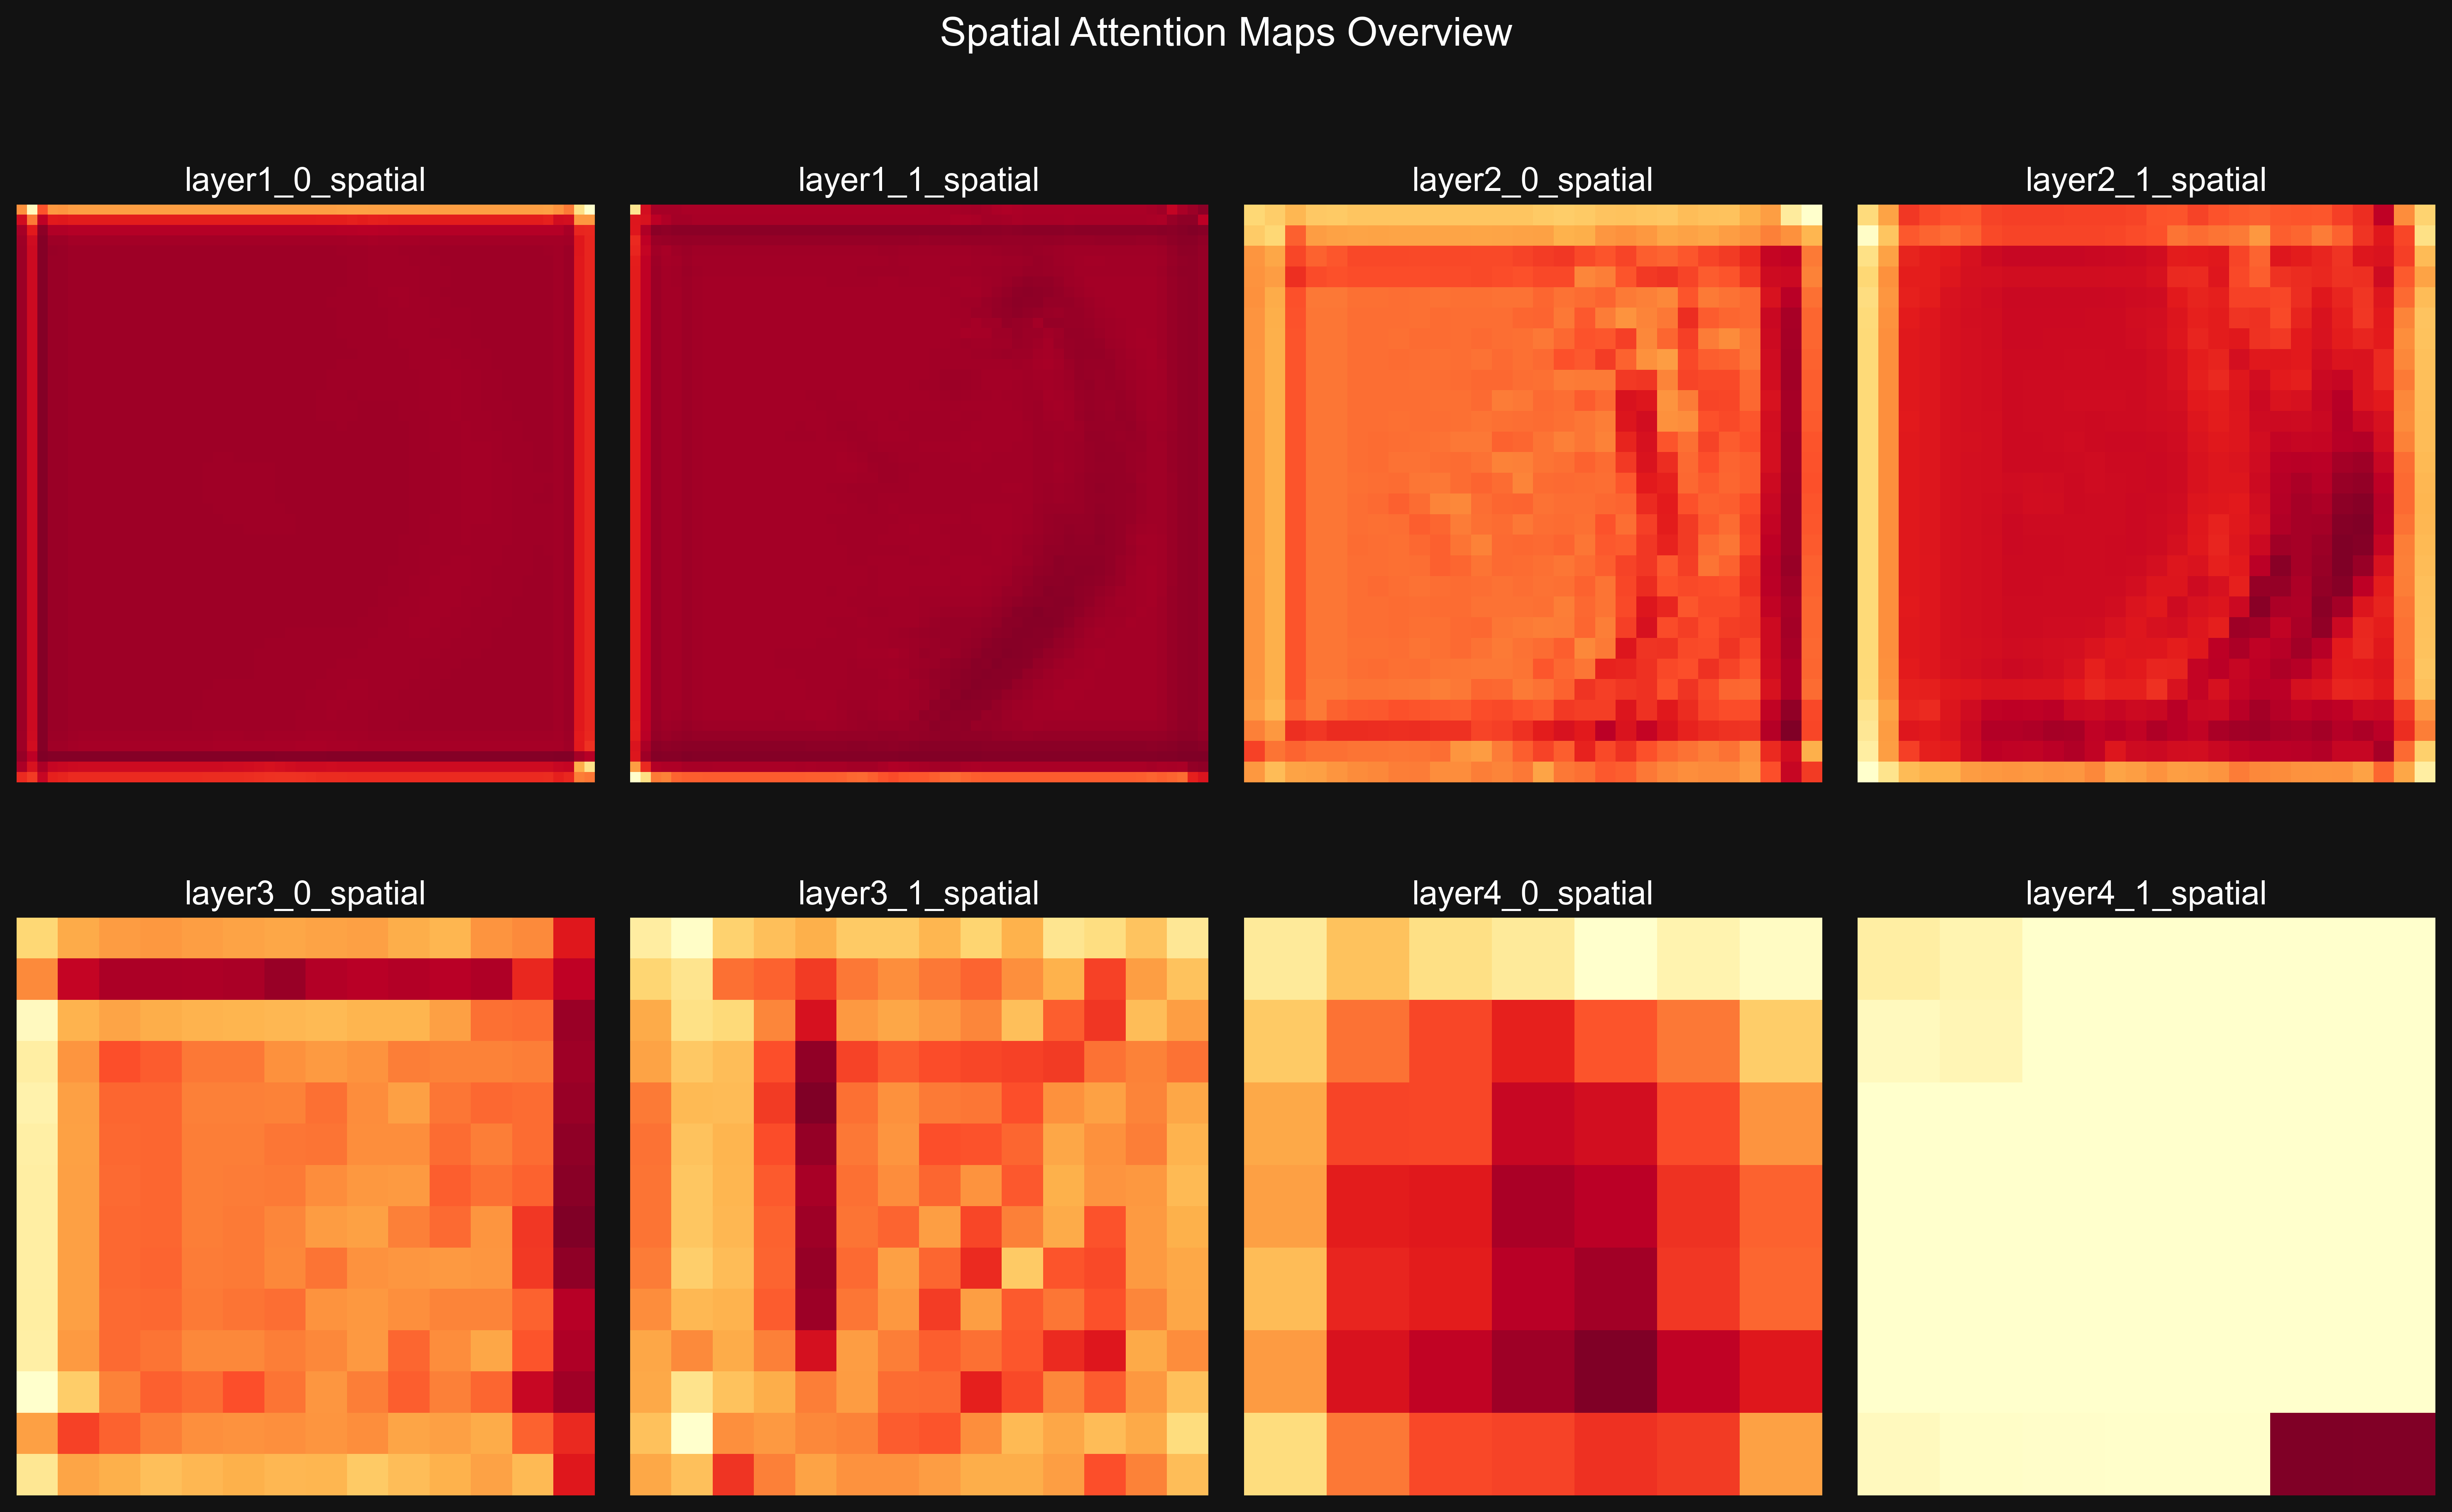 Spatial Attention Maps Overview
layer1_0_spatial
layer1_1_spatial
layer2_0_spatial
layer2_1_spatial
layer3_0_spatial
layer3_1_spatial
layer4_0_spatial
layer4_1_spatial